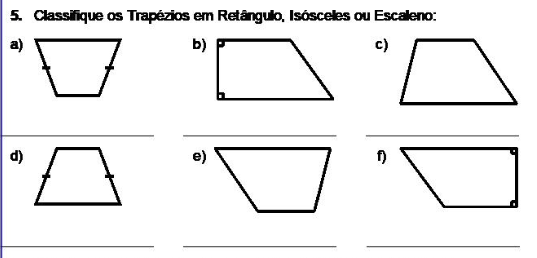 5. Classifique os Trapézios em Retângulo, Isósceles ou Escaleno:
a) b) c)
d) e) f)